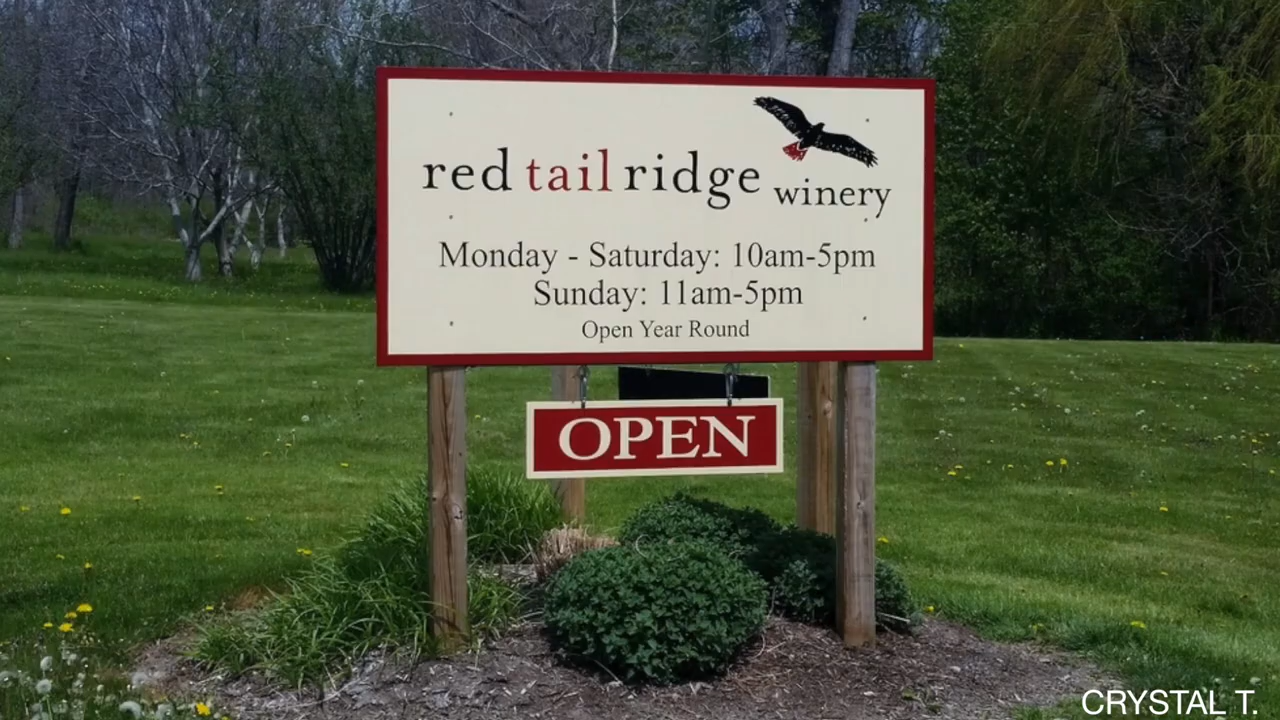 red tail ridge winery
Monday - Saturday: 10am-5pm
Sunday: 11am-5pm
Open Year Round
OPEN
CRYSTAL T.